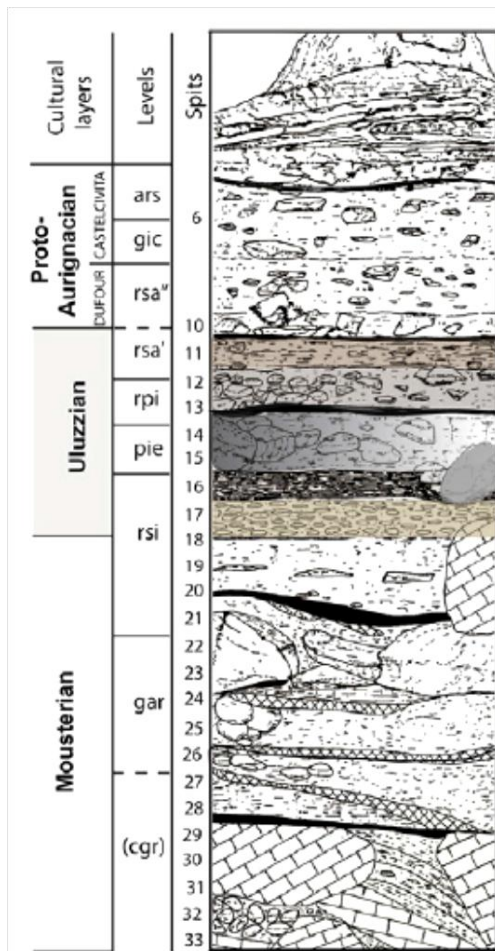 Cultural
layers
Levels
Spits
Proto-
Aurignacian
CASTELCIVITA
DUFOUR
Uluzzian
Mousterian
ars
gic
rsa"
rsa'
rpi
pie
rsi
gar
(cgr)
6
10
11
12
13
14
15
16
17
18
19
20
21
22
23
24
25
26
27
28
29
30
31
32
33